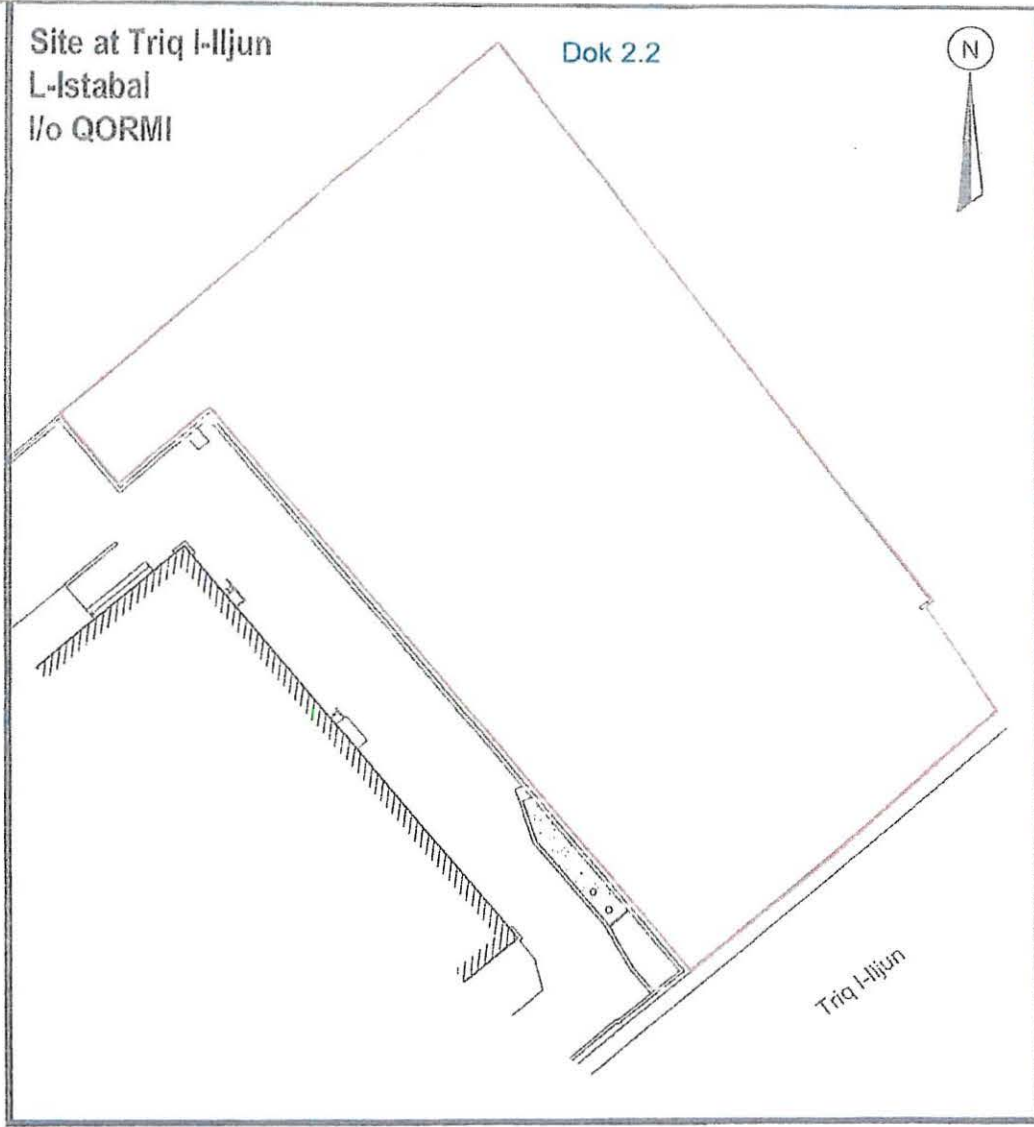 Site at Triq l-Iljun
L-Istabal
l/o QORMI
Dok 2.2
N
Triq l-Iljun